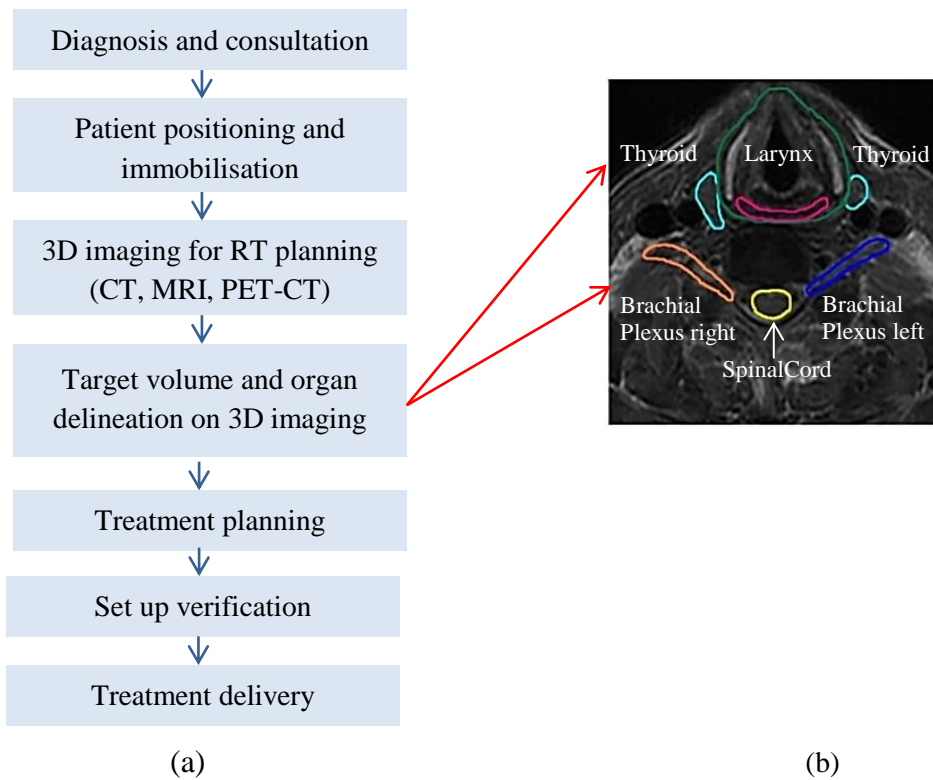 Diagnosis and consultation
Patient positioning and
immobilisation
3D imaging for RT planning
(CT, MRI, PET-CT)
Target volume and organ
delineation on 3D imaging
Treatment planning
Set up verification
Treatment delivery
(a)
Thyroid
Larynx
Thyroid
Brachial
Plexus right
Brachial
Plexus left
SpinalCord
(b)